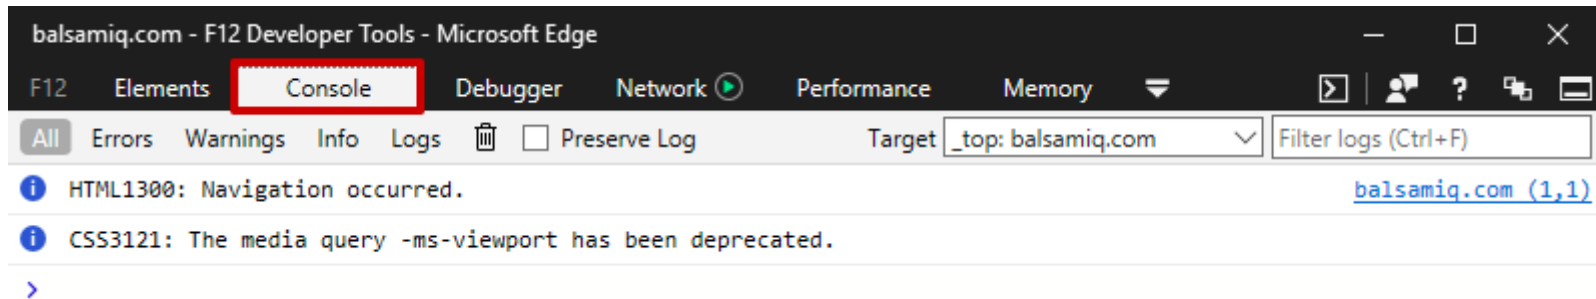 balsamiq.com - F12 Developer Tools - Microsoft Edge
F12 Elements Console Debugger Network Performance Memory ?
All Errors Warnings Info Logs Preserve Log Target _top: balsamiq.com Filter logs (Ctrl+F)
HTML1300: Navigation occurred. balsamiq.com (1,1)
CSS3121: The media query -ms-viewport has been deprecated.
>